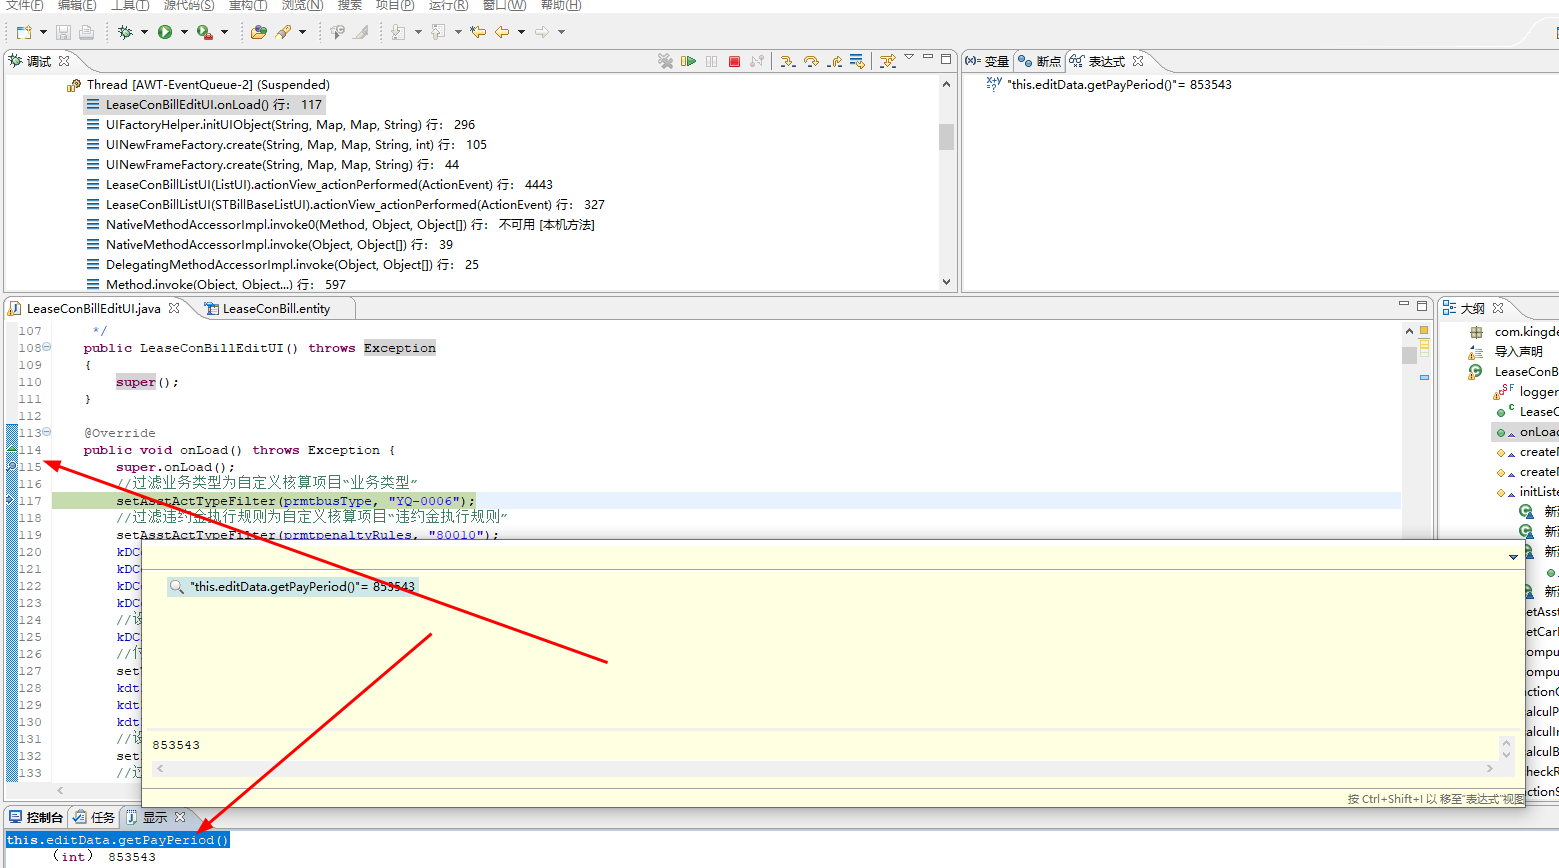 文件(F) 编辑(E) 工具(T) 源代码(S) 重构(T) 浏览(N) 搜索 项目(P) 运行(R) 窗口(W) 帮助(H)
调试
Thread [AWT-EventQueue-2] (Suspended)
LeaseConBillEditUI.onLoad() 行： 117
UIFactoryHelper.initUIObject(String, Map, Map, String) 行： 296
UINewFrameFactory.create(String, Map, Map, String, int) 行： 105
UINewFrameFactory.create(String, Map, Map, String) 行： 44
LeaseConBillListUI(ListUI).actionView_actionPerformed(ActionEvent) 行： 4443
LeaseConBillListUI(STBillBaseListUI).actionView_actionPerformed(ActionEvent) 行： 327
NativeMethodAccessorImpl.invoke0(Method, Object, Object[]) 行： 不可用 [本机方法]
NativeMethodAccessorImpl.invoke(Object, Object[]) 行： 39
DelegatingMethodAccessorImpl.invoke(Object, Object[]) 行： 25
Method.invoke(Object, Object...) 行： 597
(x)= 变量 断点 表达式
"this.editData.getPayPeriod()"= 853543
LeaseConBillEditUI.java LeaseConBill.entity
107 */
108 public LeaseConBillEditUI() throws Exception
109 {
110 super();
111 }
112
113 @Override
114 public void onLoad() throws Exception {
115 super.onLoad();
116 //过滤业务类型为自定义核算项目“业务类型”
117 setAsstActTypeFilter(prmtbusType, "YQ-0006");
118 //过滤违约金执行规则为自定义核算项目“违约金执行规则”
119 setAsstActTypeFilter(prmtpenaltyRules, "80010");
120 kDC
121 kDC
122 kDC
123 kDC
124 //设
125 kDC
126 //
127 set
128 kdt
129 kdt
130 kdt
131 //设
132 set
133 //过
"this.editData.getPayPeriod()"= 853543
853543
按 Ctrl+Shift+I 以 移至"表达式"视图
大纲
com.kingde
导入声明
LeaseConB
logger
LeaseC
onLoad
createN
createN
initListe
新
新
新
新
etAsst
etCarl
ompu
ompu
ctionC
alculP
alculIn
alculB
heckR
ctionS
控制台 任务 显示
this.editData.getPayPeriod()
(int) 853543